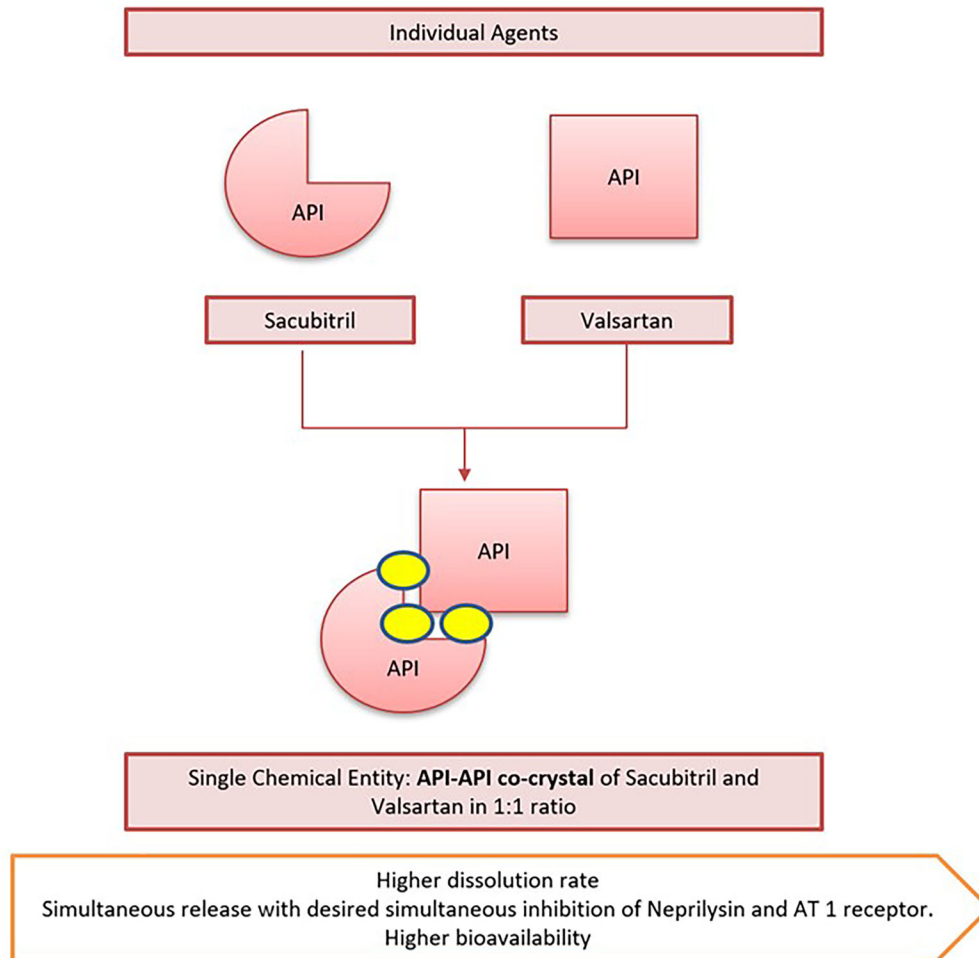 Individual Agents
API
API
Sacubitril
Valsartan
API
API
Single Chemical Entity: API-API co-crystal of Sacubitril and
Valsartan in 1:1 ratio
Higher dissolution rate
Simultaneous release with desired simultaneous inhibition of Neprilysin and AT 1 receptor.
Higher bioavailability